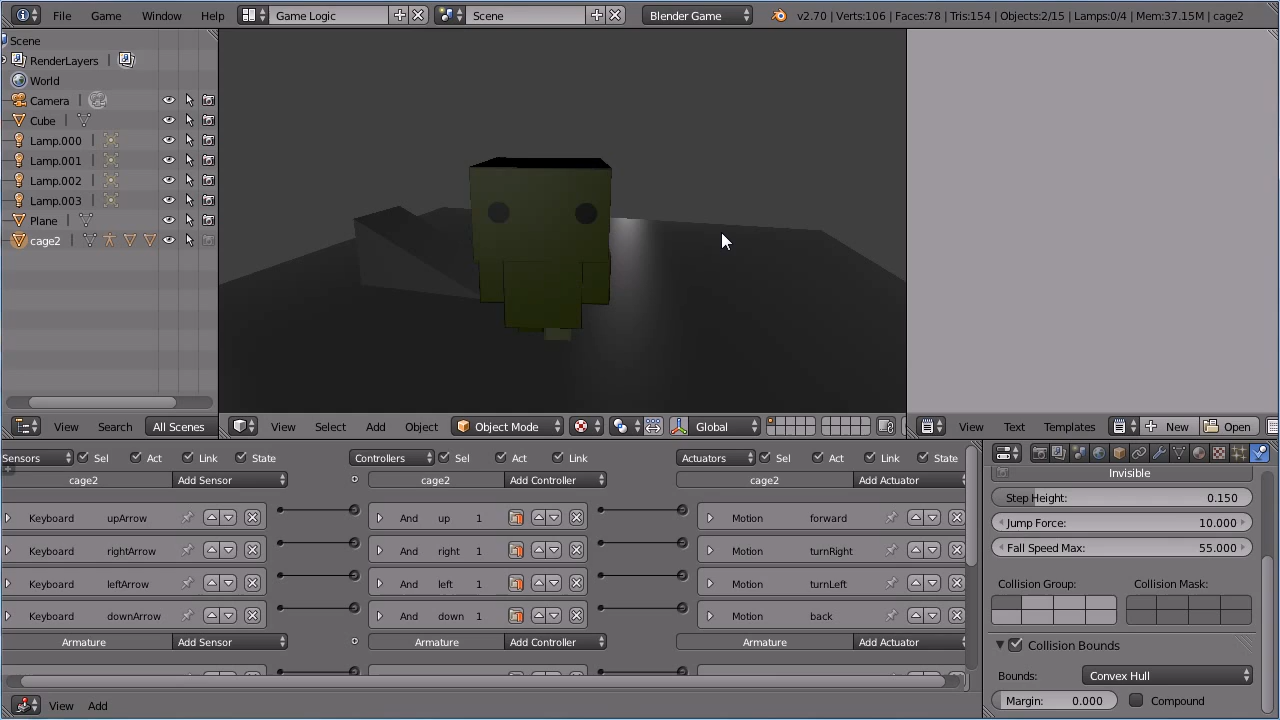 File Game Window Help Game Logic Scene Blender Game v2.70 | Verts:106 | Faces:78 | Tris:154 | Objects:2/15 | Lamps:0/4 | Mem:37.15M | cage2
Scene
RenderLayers |
World
Camera |
Cube |
Lamp.000 |
Lamp.001 |
Lamp.002 |
Lamp.003 |
Plane |
cage2 |
View Search All Scenes
View Select Add Object Object Mode Global
View Text Templates New Open
Sensors Sel Act Link State Controllers Sel Act Link Actuators Sel Act Link State
cage2 Add Sensor cage2 Add Controller cage2 Add Actuator
Keyboard upArrow And up 1 Motion forward
Keyboard rightArrow And right 1 Motion turnRight
Keyboard leftArrow And left 1 Motion turnLeft
Keyboard downArrow And down 1 Motion back
Armature Add Sensor Armature Add Controller Armature Add Actuator
View Add
Invisible
Step Height: 0.150
Jump Force: 10.000
Fall Speed Max: 55.000
Collision Group: Collision Mask:
Collision Bounds
Bounds: Convex Hull
Margin: 0.000 Compound